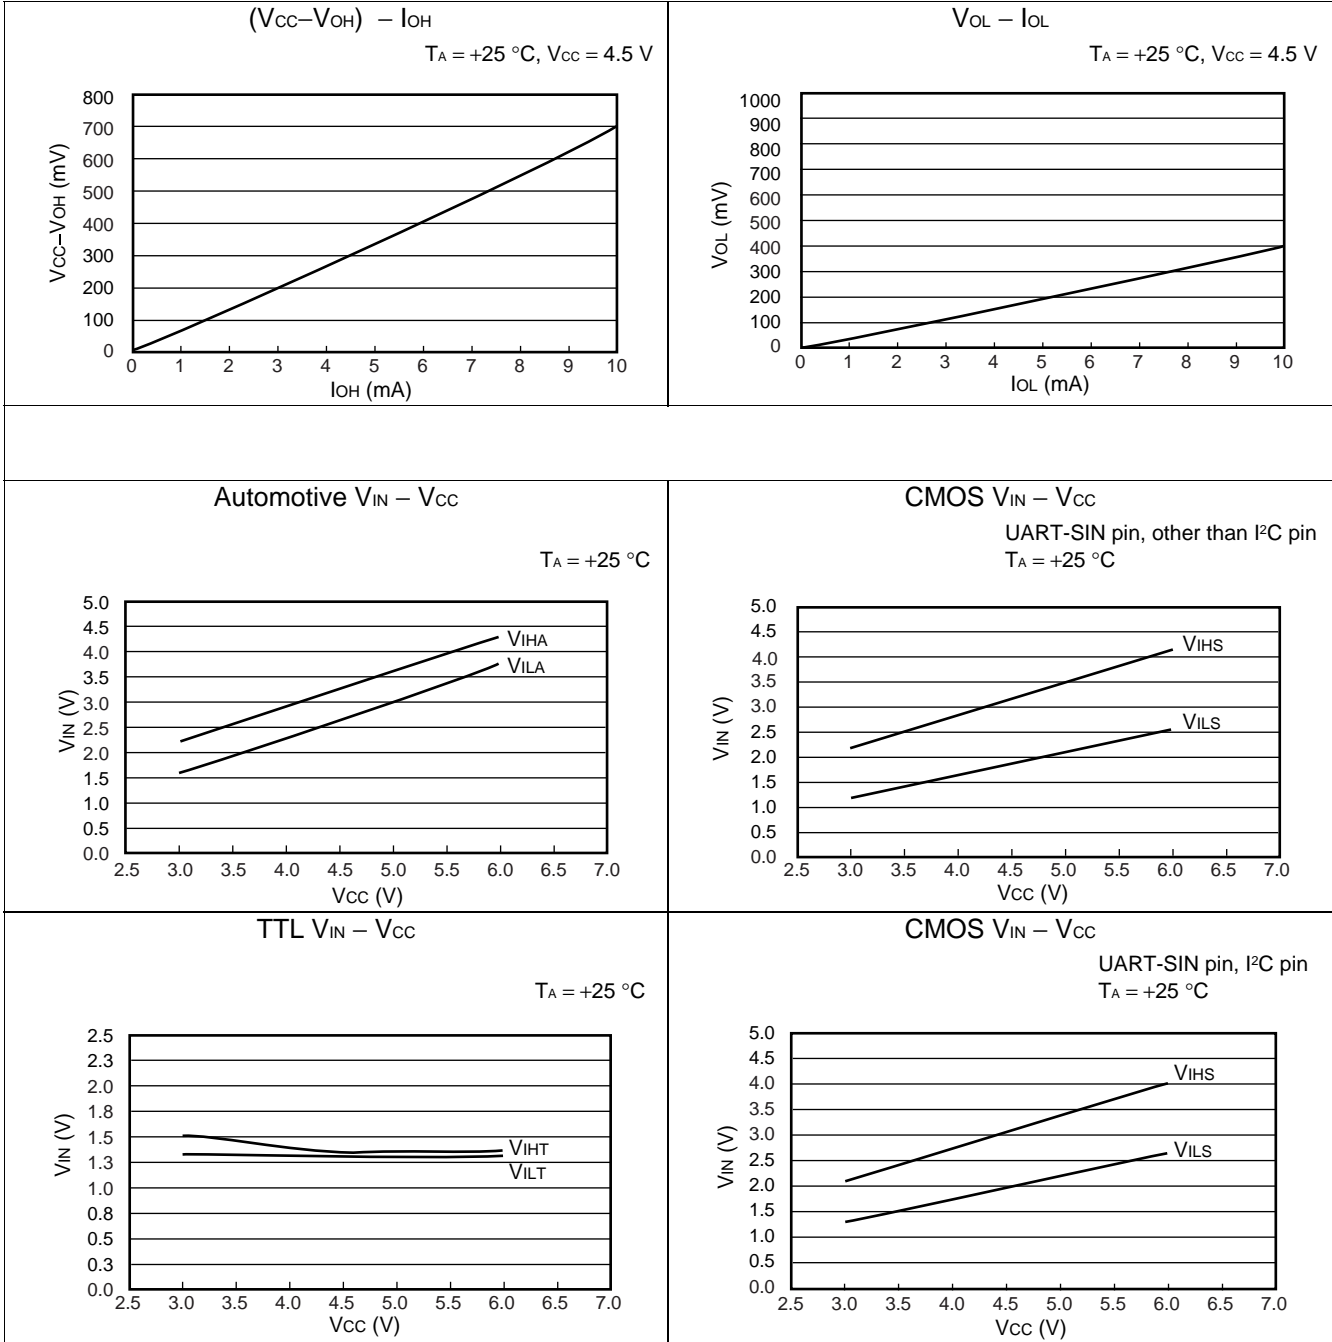 (VCC–VOH) – IOH
TA = +25 °C, VCC = 4.5 V
800
700
600
500
400
300
200
100
0
VCC–VOH (mV)
0 1 2 3 4 5 6 7 8 9 10
IOH (mA)
VOL – IOL
TA = +25 °C, VCC = 4.5 V
1000
900
800
700
600
500
400
300
200
100
0
VOL (mV)
0 1 2 3 4 5 6 7 8 9 10
IOL (mA)
Automotive VIN – VCC
TA = +25 °C
5.0
4.5
4.0
3.5
3.0
2.5
2.0
1.5
1.0
0.5
0.0
VIN (V)
VIHA
VILA
2.5 3.0 3.5 4.0 4.5 5.0 5.5 6.0 6.5 7.0
VCC (V)
CMOS VIN – VCC
UART-SIN pin, other than I²C pin
TA = +25 °C
5.0
4.5
4.0
3.5
3.0
2.5
2.0
1.5
1.0
0.5
0.0
VIN (V)
VIHS
VILS
2.5 3.0 3.5 4.0 4.5 5.0 5.5 6.0 6.5 7.0
VCC (V)
TTL VIN – VCC
TA = +25 °C
2.5
2.3
2.0
1.8
1.5
1.3
1.0
0.8
0.5
0.3
0.0
VIN (V)
VIHT
VILT
2.5 3.0 3.5 4.0 4.5 5.0 5.5 6.0 6.5 7.0
VCC (V)
CMOS VIN – VCC
UART-SIN pin, I²C pin
TA = +25 °C
5.0
4.5
4.0
3.5
3.0
2.5
2.0
1.5
1.0
0.5
0.0
VIN (V)
VIHS
VILS
2.5 3.0 3.5 4.0 4.5 5.0 5.5 6.0 6.5 7.0
VCC (V)